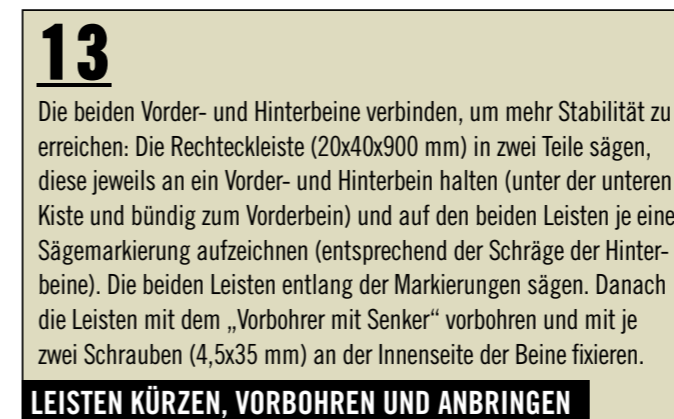 13
Die beiden Vorder- und Hinterbeine verbinden, um mehr Stabilität zu
erreichen: Die Rechteckleiste (20x40x900 mm) in zwei Teile sägen,
diese jeweils an ein Vorder- und Hinterbein halten (unter der unteren
Kiste und bündig zum Vorderbein) und auf den beiden Leisten je eine
Sägemarkierung aufzeichnen (entsprechend der Schräge der Hinter-
beine). Die beiden Leisten entlang der Markierungen sägen. Danach
die Leisten mit dem „Vorbohrer mit Senker“ vorbohren und mit je
zwei Schrauben (4,5x35 mm) an der Innenseite der Beine fixieren.
LEISTEN KÜRZEN, VORBOHREN UND ANBRINGEN